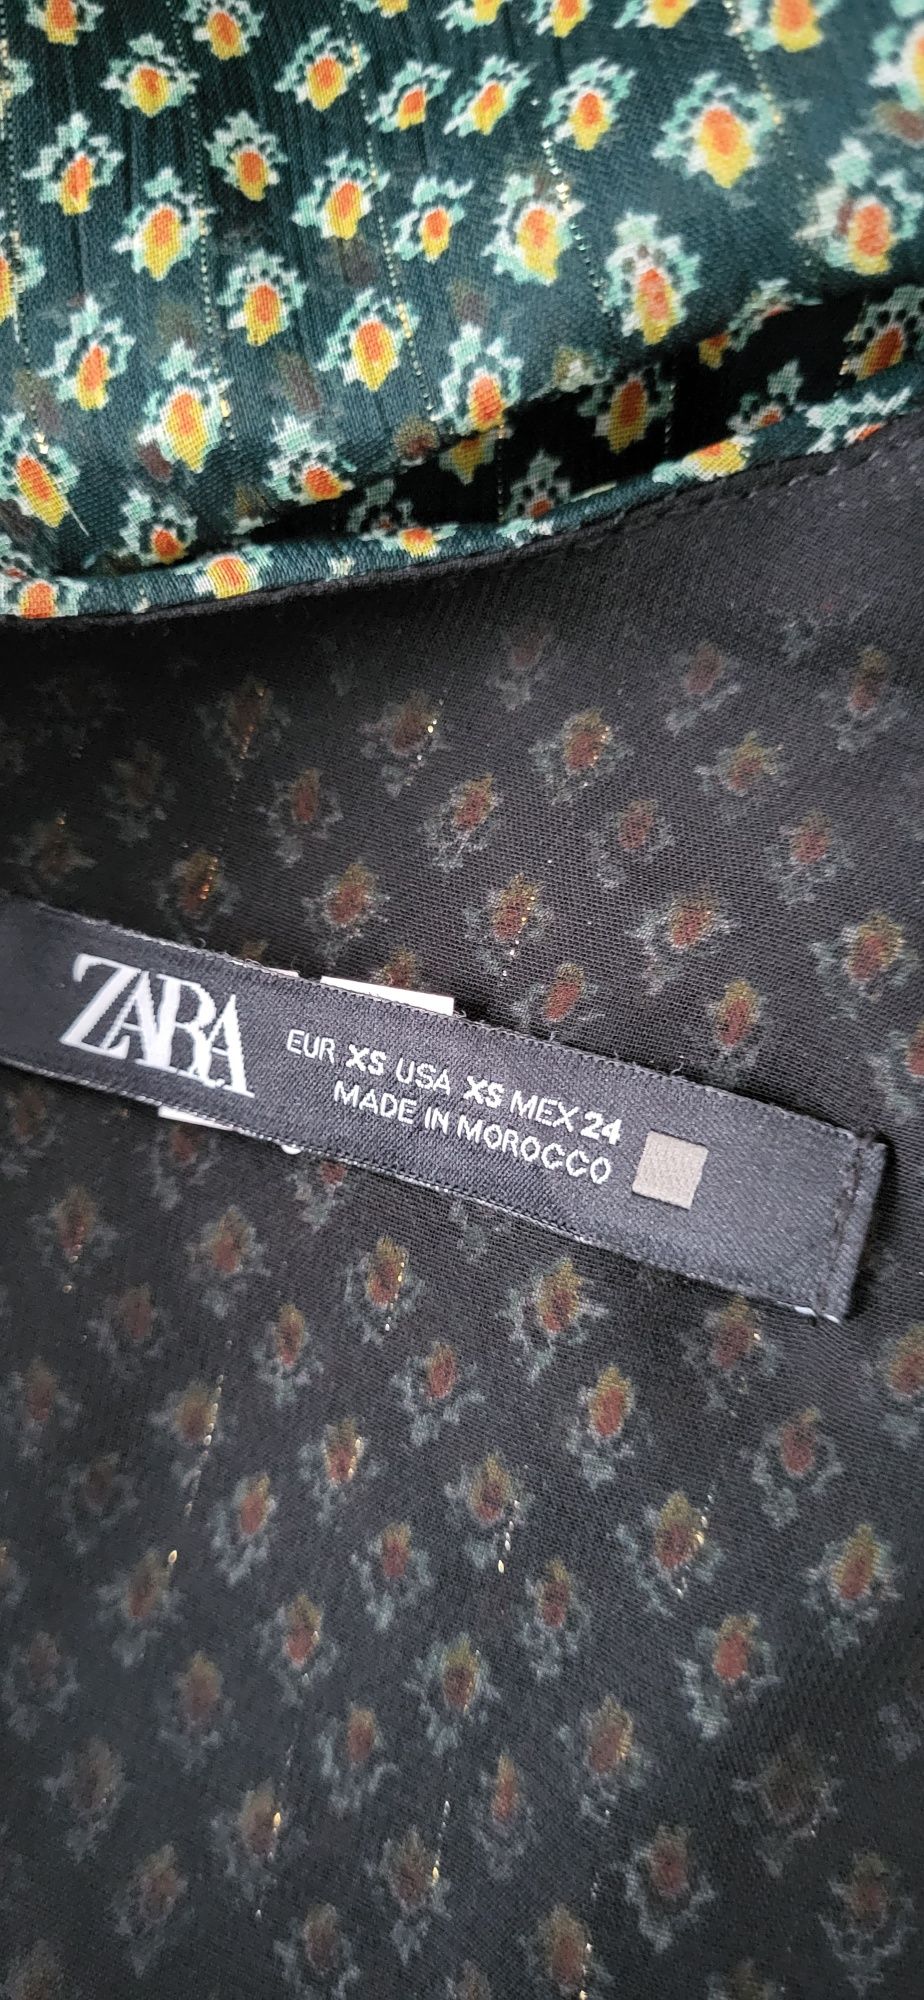 ZARA
EUR XS USA XS MEX 24
MADE IN MOROCCO